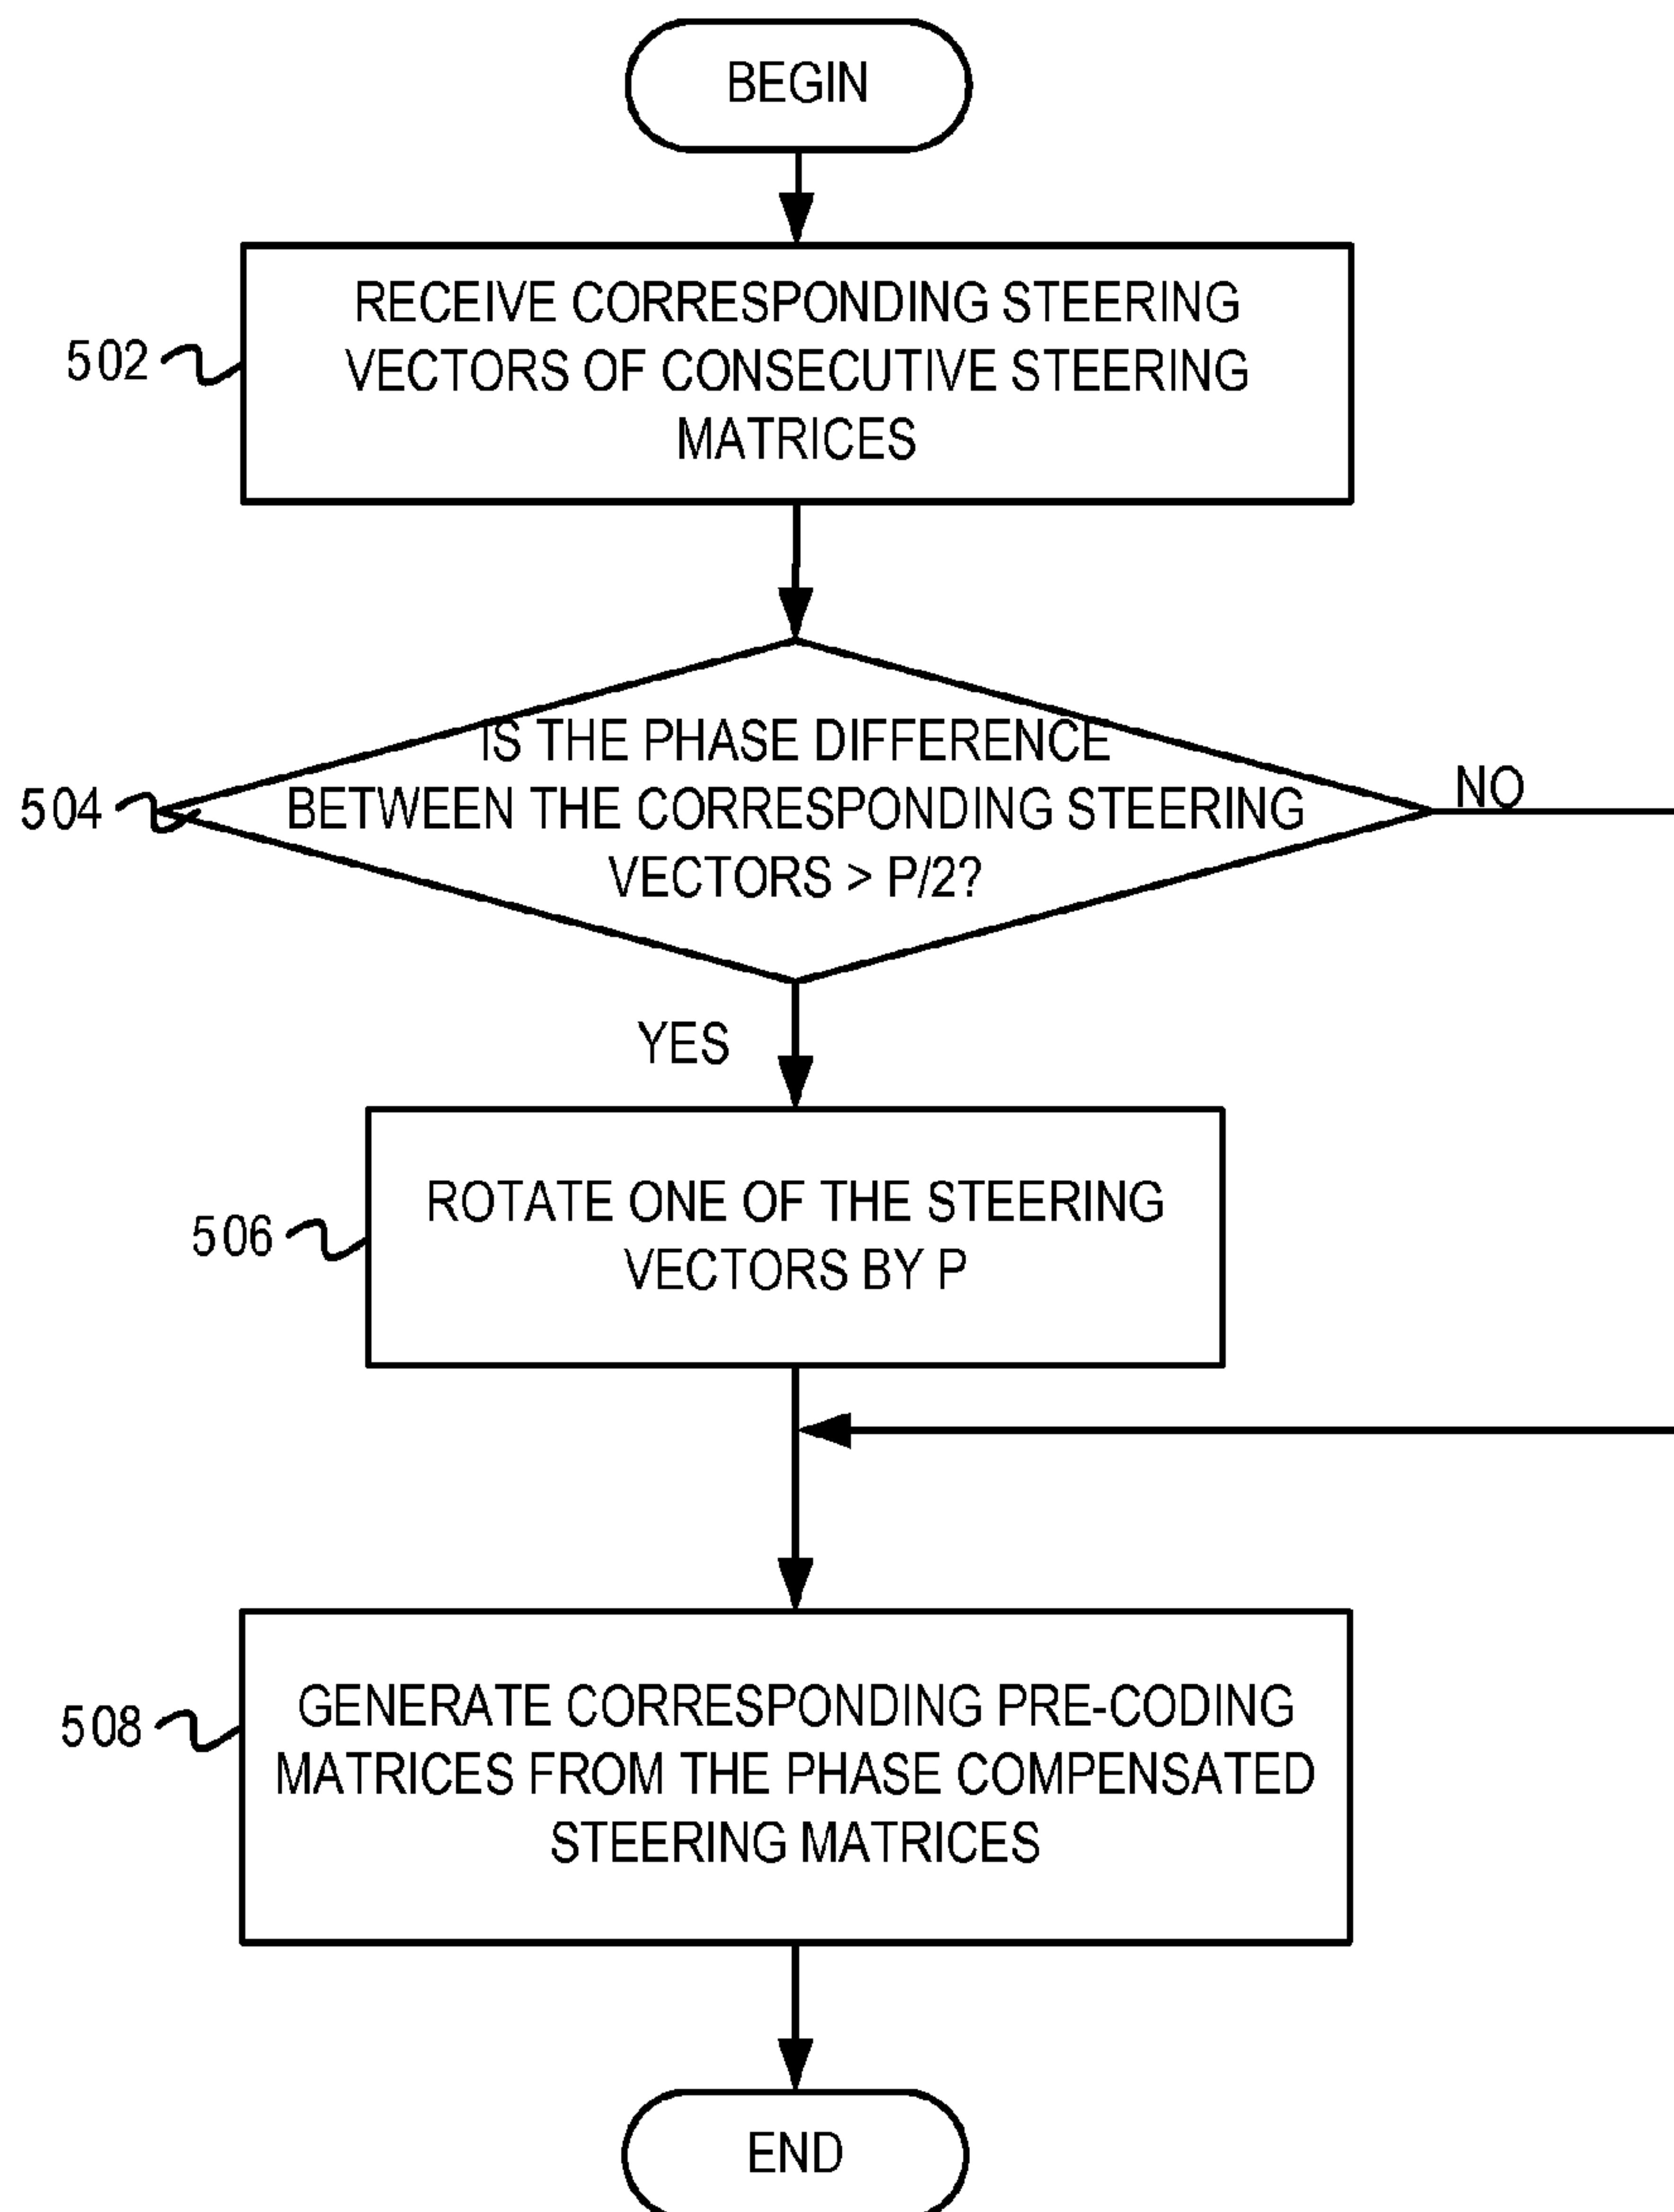 BEGIN
502
RECEIVE CORRESPONDING STEERING
VECTORS OF CONSECUTIVE STEERING
MATRICES
IS THE PHASE DIFFERENCE
504
BETWEEN THE CORRESPONDING STEERING
VECTORS > P/2?
NO
YES
506
ROTATE ONE OF THE STEERING
VECTORS BY P
508
GENERATE CORRESPONDING PRE-CODING
MATRICES FROM THE PHASE COMPENSATED
STEERING MATRICES
END